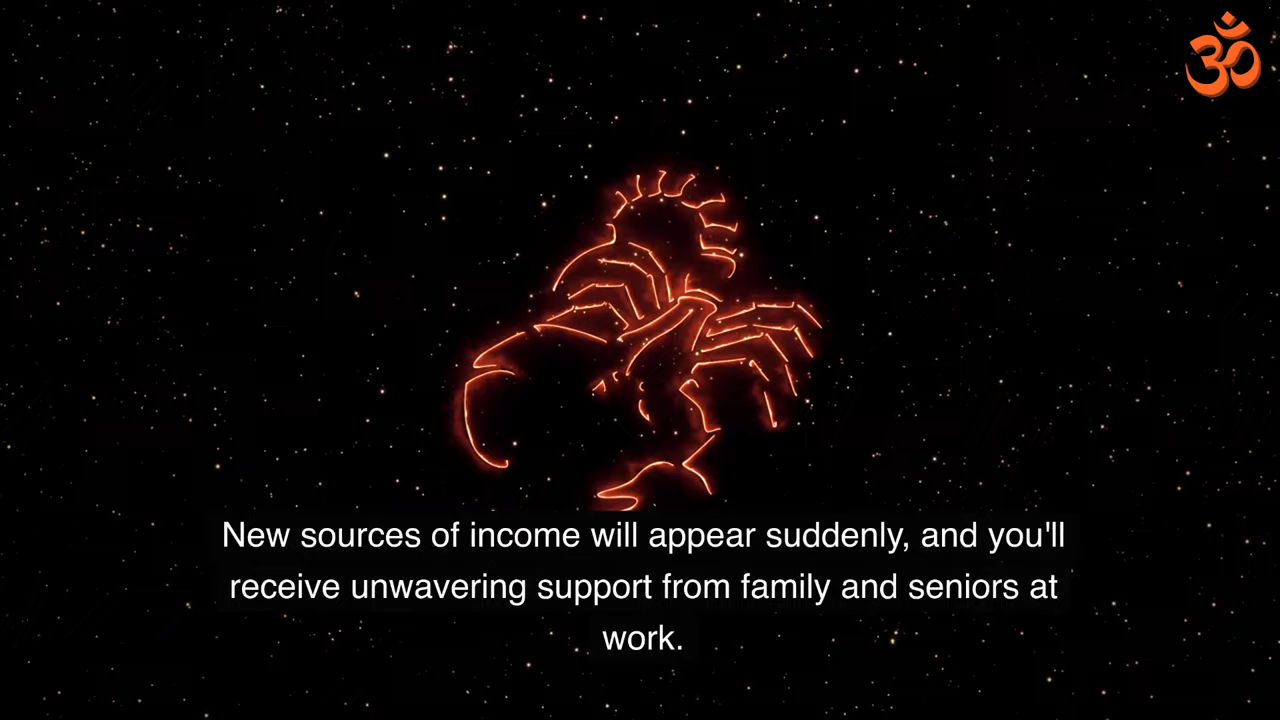 ॐ
New sources of income will appear suddenly, and you'll
receive unwavering support from family and seniors at
work.